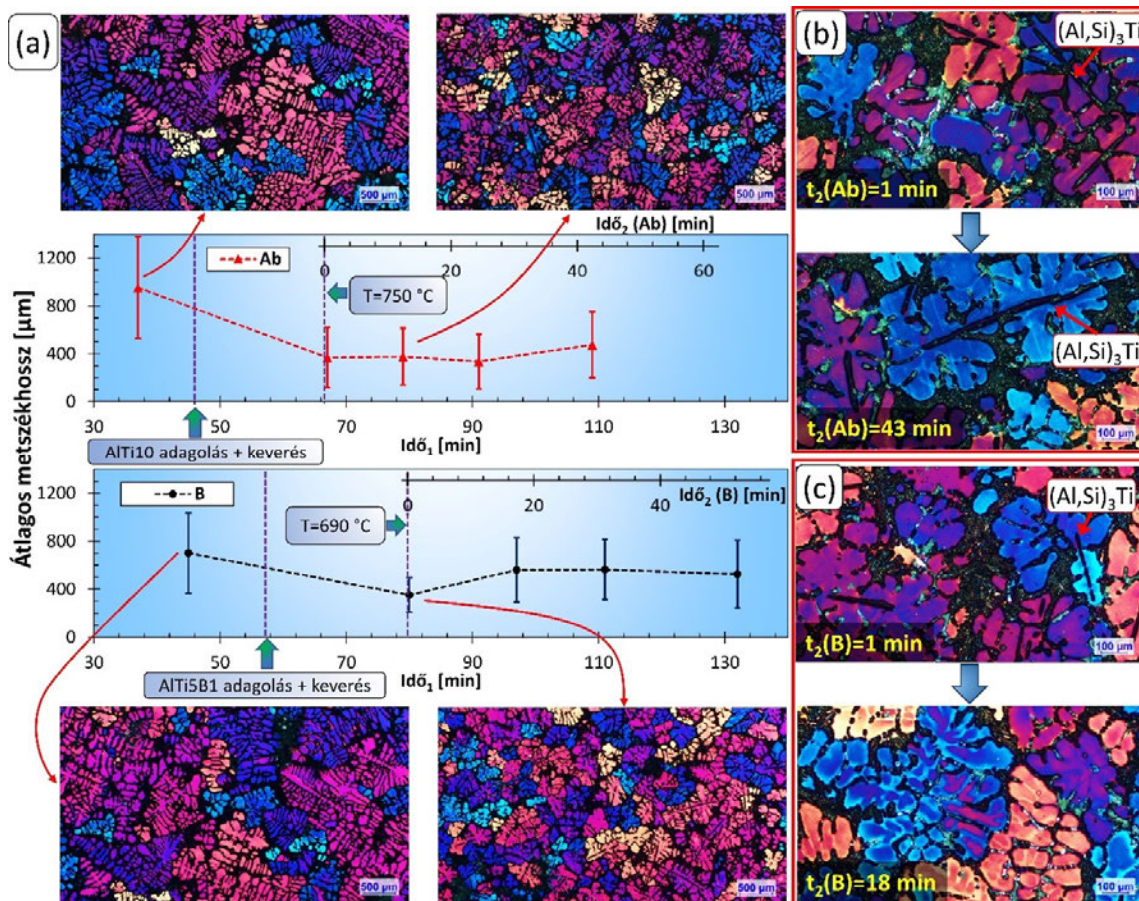 (a)
500 µm
500 µm
Átlagos metszékhossz [µm]
Idő₂ (Ab) [min]
0 20 40 60
Ab
T=750 °C
1200
800
400
0
30 50 70 90 110 130
Idő₁ [min]
AlTi10 adagolás + keverés
B
Idő₂ (B) [min]
0 20 40
T=690 °C
1200
800
400
0
30 50 70 90 110 130
Idő₁ [min]
AlTi5B1 adagolás + keverés
500 µm
500 µm
(b)
(Al,Si)₃Ti
t₂(Ab)=1 min
100 µm
(Al,Si)₃Ti
t₂(Ab)=43 min
100 µm
(c)
(Al,Si)₃Ti
t₂(B)=1 min
100 µm
t₂(B)=18 min
100 µm